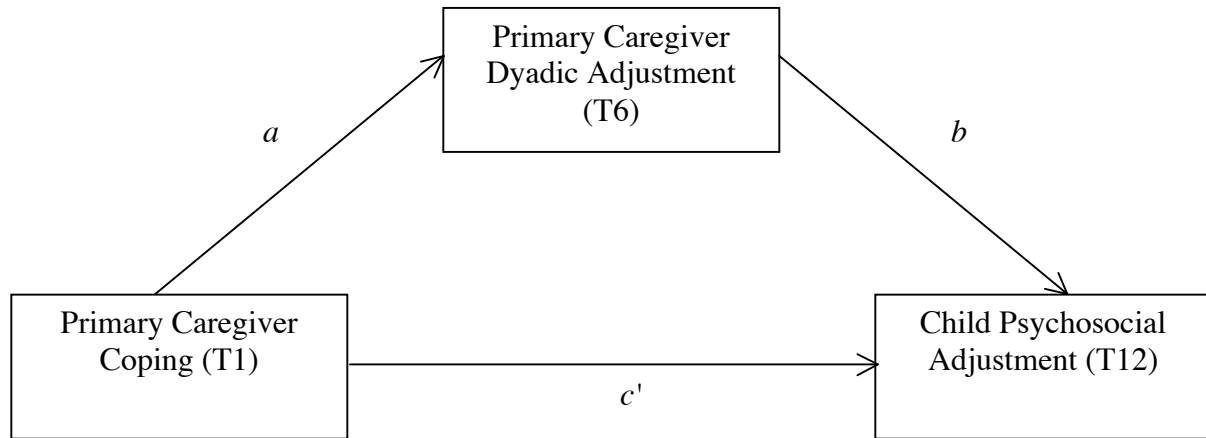 Primary Caregiver
Dyadic Adjustment
(T6)
a
b
Primary Caregiver
Coping (T1)
Child Psychosocial
Adjustment (T12)
c'